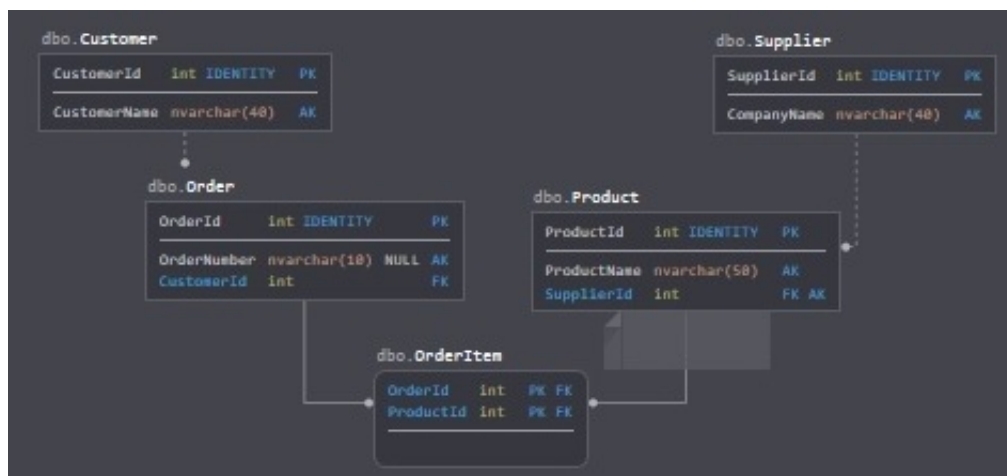 dbo.Customer
CustomerId int IDENTITY PK
CustomerName nvarchar(40) AK
dbo.Supplier
SupplierId int IDENTITY PK
CompanyName nvarchar(40) AK
dbo.Order
OrderId int IDENTITY PK
OrderNumber nvarchar(10) NULL AK
CustomerId int FK
dbo.Product
ProductId int IDENTITY PK
ProductName nvarchar(50) AK
SupplierId int FK AK
dbo.OrderItem
OrderId int PK FK
ProductId int PK FK